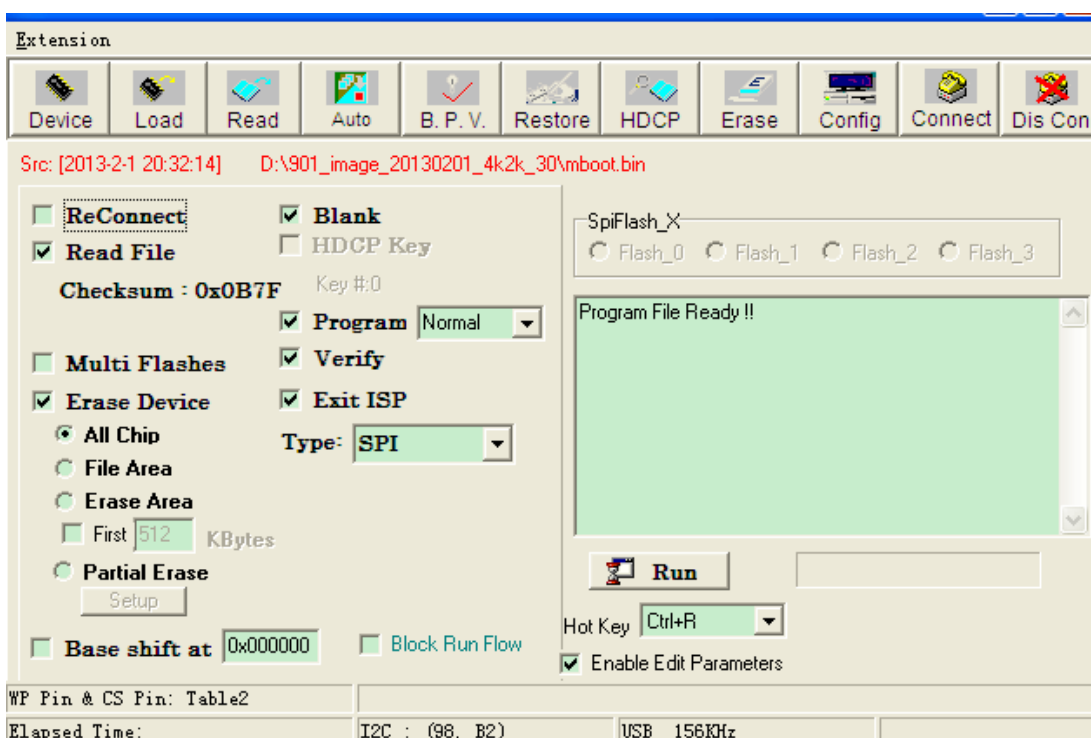 Extension
Device Load Read Auto B. P. V. Restore HDCP Erase Config Connect Dis Con
Src: [2013-2-1 20:32:14] D:\901_image_20130201_4k2k_30\mboot.bin
ReConnect
Read File
Checksum : 0x0B7F
Multi Flashes
Erase Device
All Chip
File Area
Erase Area
First 512 KBytes
Partial Erase
Setup
Base shift at 0x000000
Blank
HDCP Key
Key #:0
Program Normal
Verify
Exit ISP
Type: SPI
Block Run Flow
SpiFlash_X
Flash_0 Flash_1 Flash_2 Flash_3
Program File Ready !!
Run
Hot Key Ctrl+R
Enable Edit Parameters
WP Pin & CS Pin: Table2
Elapsed Time: I2C : (98, B2) USB 156KHz